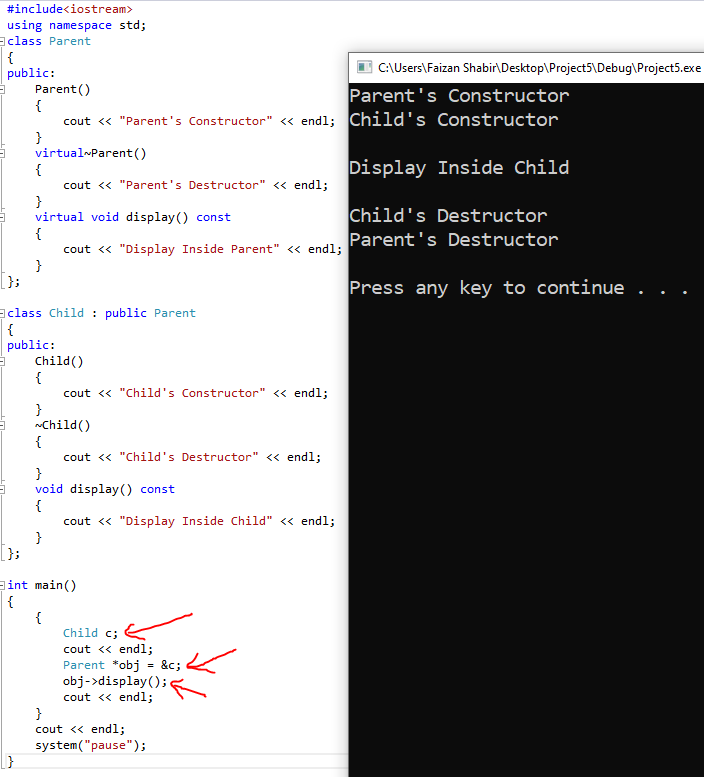 #include<iostream>
using namespace std;
class Parent
{
public:
    Parent()
    {
        cout << "Parent's Constructor" << endl;
    }
    virtual~Parent()
    {
        cout << "Parent's Destructor" << endl;
    }
    virtual void display() const
    {
        cout << "Display Inside Parent" << endl;
    }
};

class Child : public Parent
{
public:
    Child()
    {
        cout << "Child's Constructor" << endl;
    }
    ~Child()
    {
        cout << "Child's Destructor" << endl;
    }
    void display() const
    {
        cout << "Display Inside Child" << endl;
    }
};

int main()
{
    {
        Child c;
        cout << endl;
        Parent *obj = &c;
        obj->display();
        cout << endl;
    }
    cout << endl;
    system("pause");
}
C:\Users\Faizan Shabir\Desktop\Project5\Debug\Project5.exe
Parent's Constructor
Child's Constructor

Display Inside Child

Child's Destructor
Parent's Destructor

Press any key to continue . . .